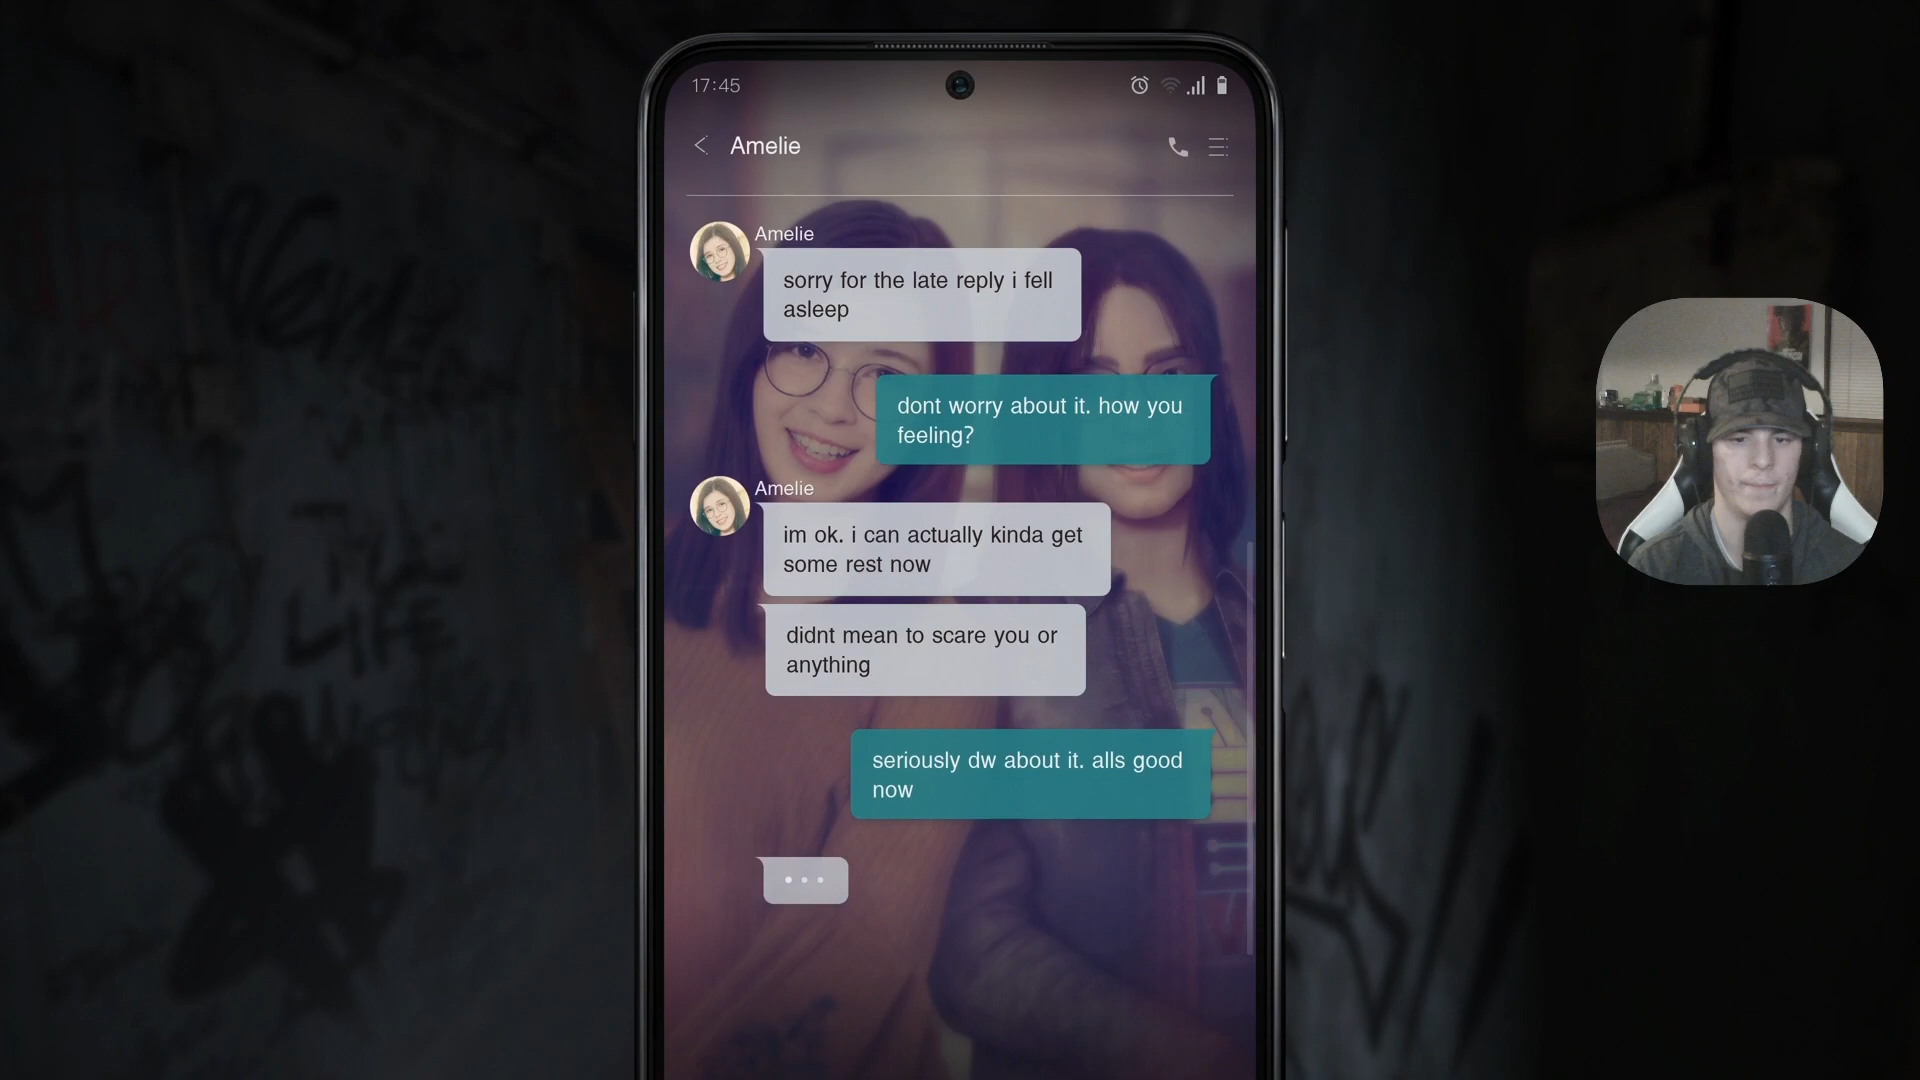 17:45
Amelie
Amelie
sorry for the late reply i fell
asleep
dont worry about it. how you
feeling?
Amelie
im ok. i can actually kinda get
some rest now
didnt mean to scare you or
anything
seriously dw about it. alls good
now
LIFE